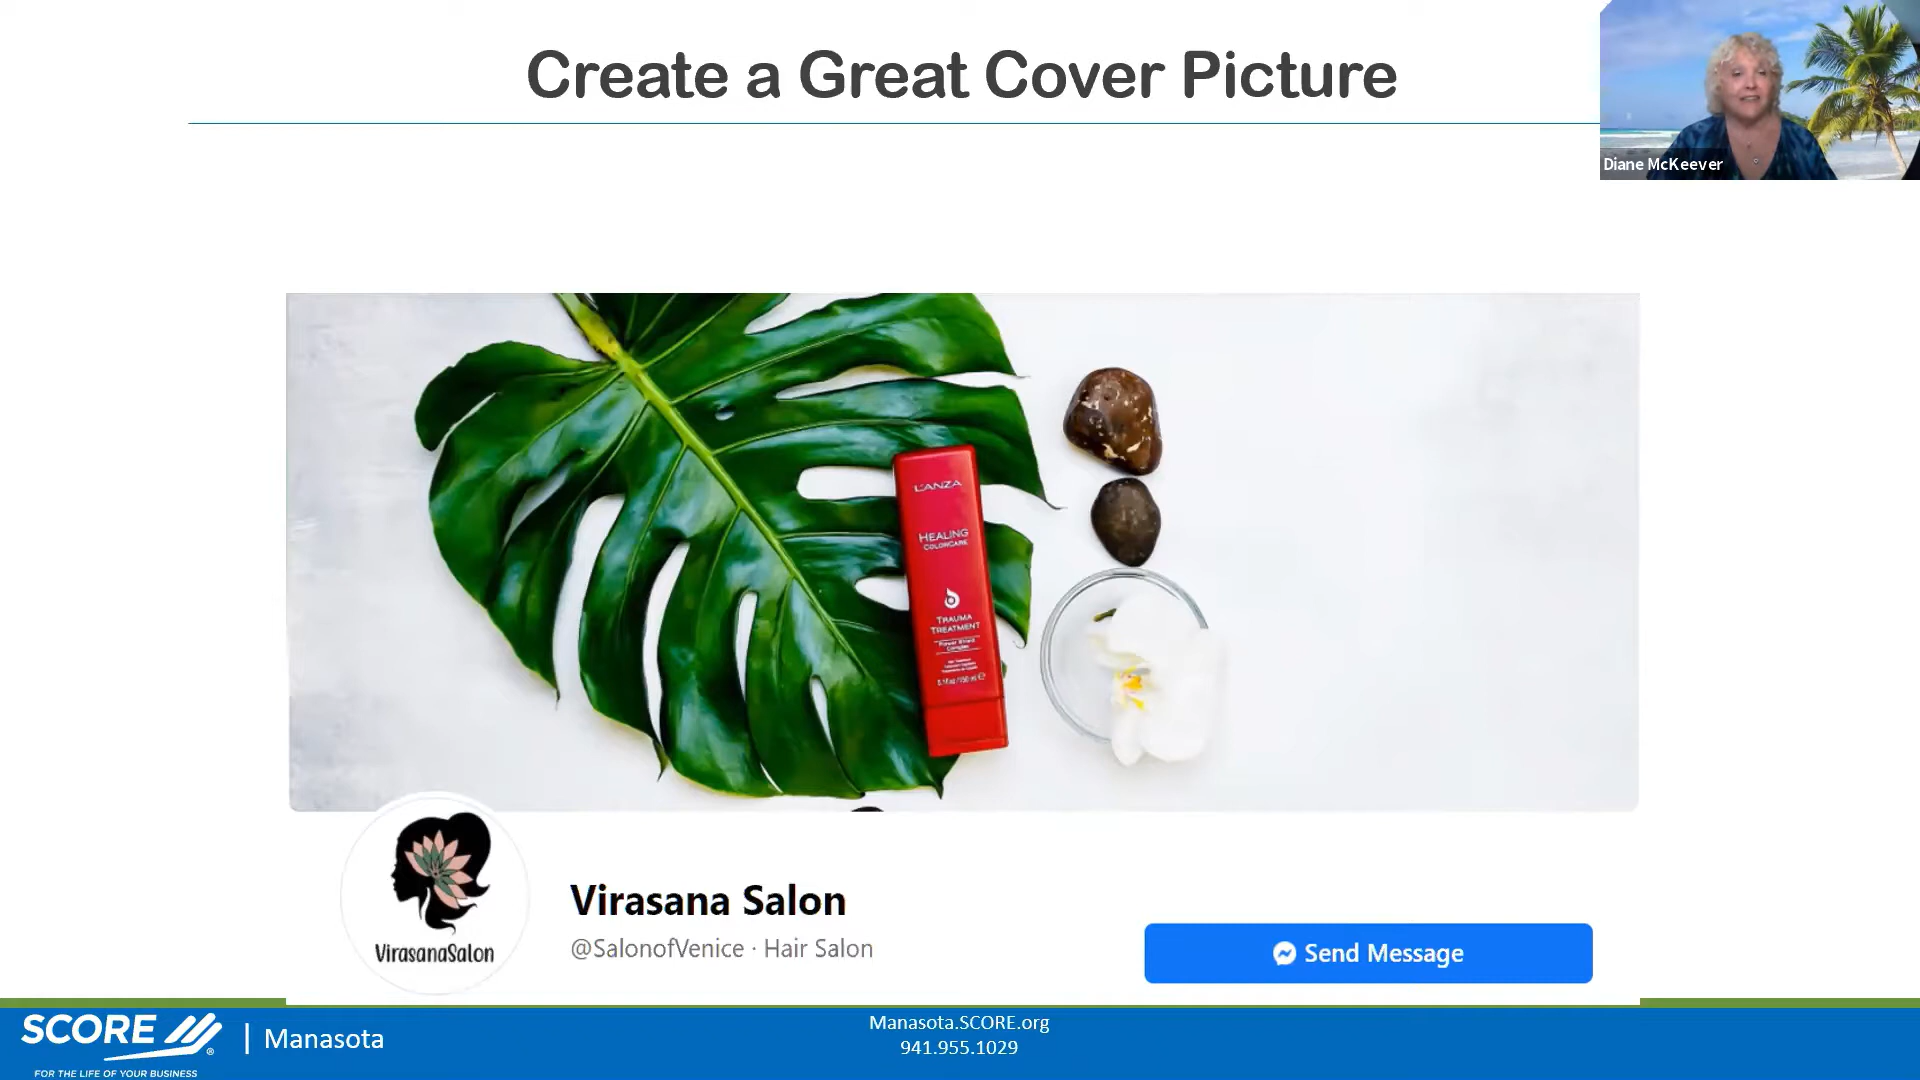 Create a Great Cover Picture
Diane McKeever
L'ANZA
HEALING
COLORCARE
TRAUMA
TREATMENT
VirasanaSalon
Virasana Salon
@SalonofVenice · Hair Salon
Send Message
SCORE ®
FOR THE LIFE OF YOUR BUSINESS
| Manasota
Manasota.SCORE.org
941.955.1029